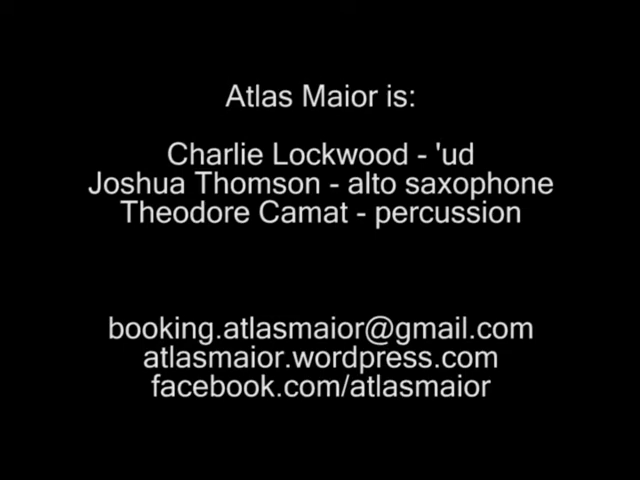 Atlas Maior is:
Charlie Lockwood - 'ud
Joshua Thomson - alto saxophone
Theodore Camat - percussion
booking.atlasmaior@gmail.com
atlasmaior.wordpress.com
facebook.com/atlasmaior